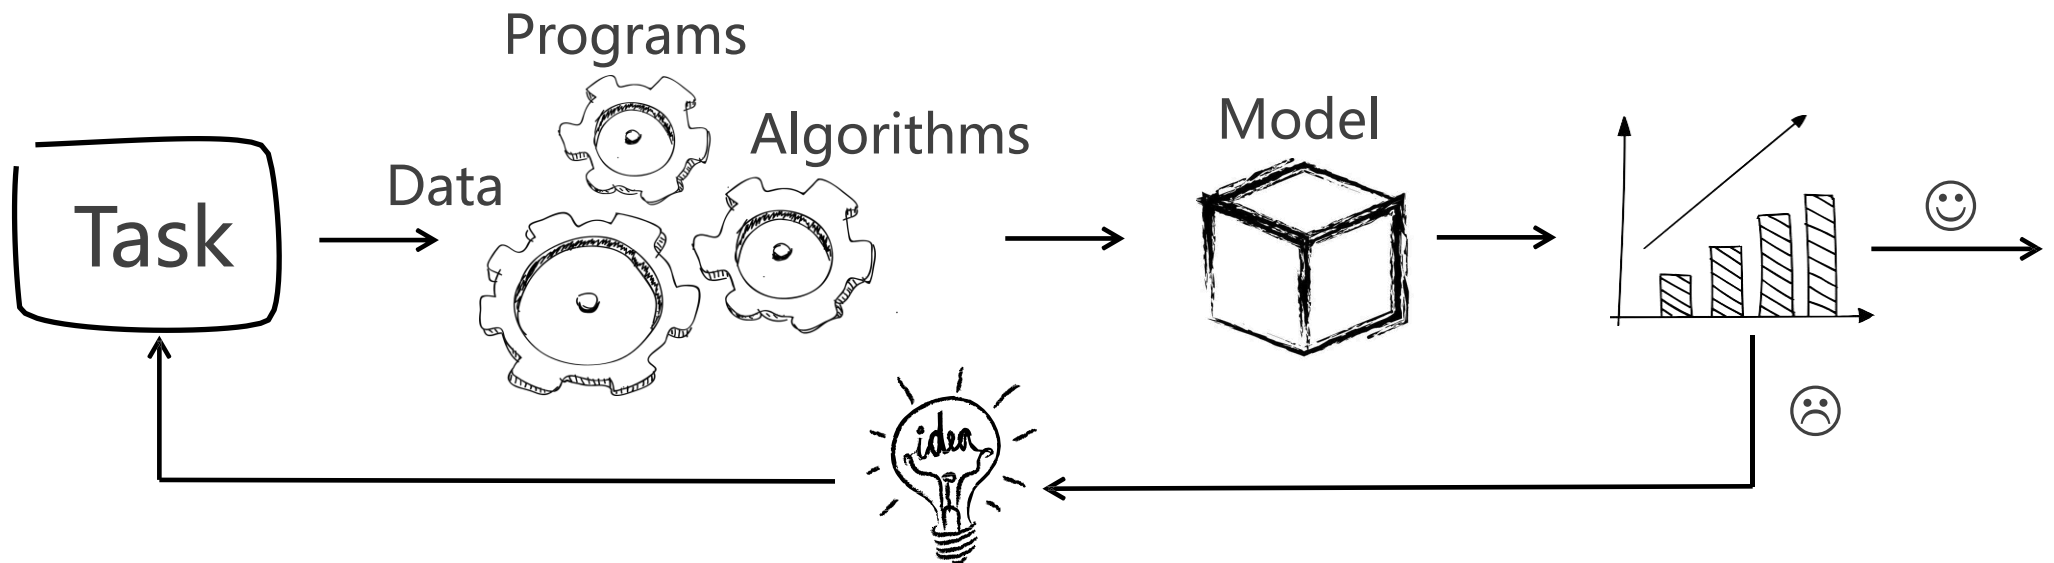 Task
Data
Programs
Algorithms
Model
idea